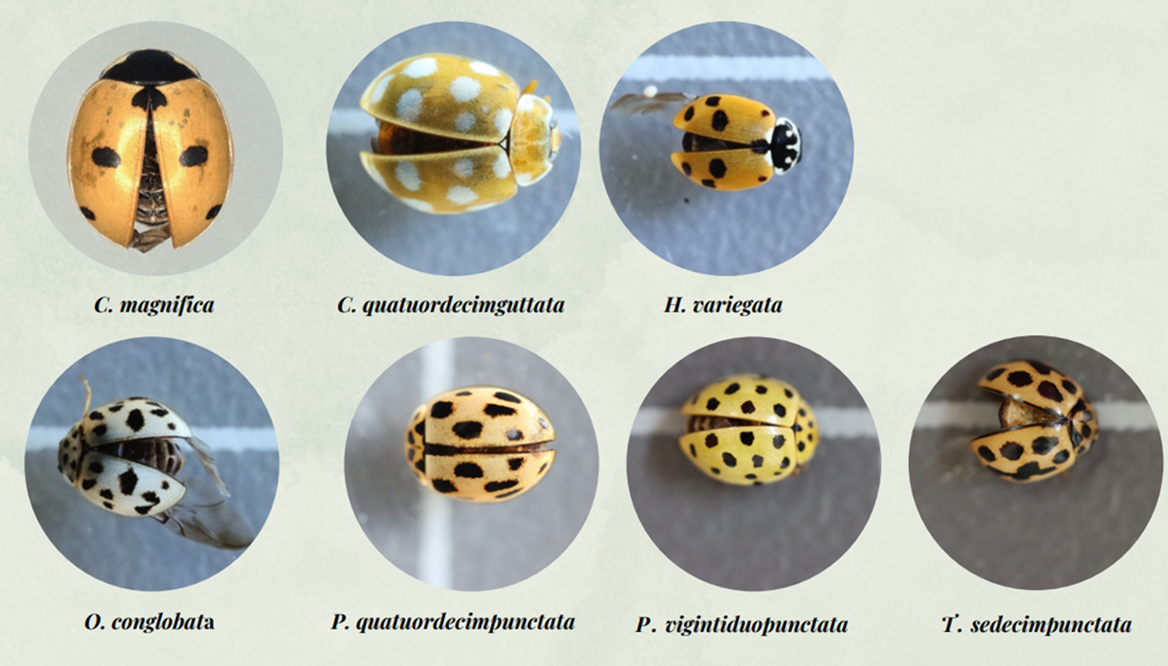 C. magnifica
C. quatuordecimguttata
H. variegata
O. conglobata
P. quatuordecimpunctata
P. vigintiduopunctata
T. sedecimpunctata